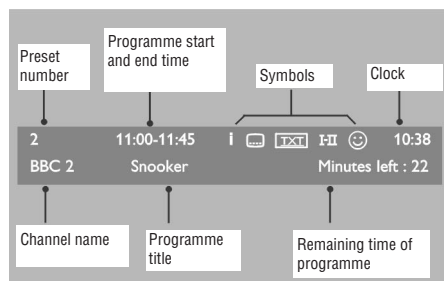 Preset
number
Programme start
and end time
Symbols
Clock
2 11:00-11:45 i TXT I-II 10:38
BBC 2 Snooker Minutes left : 22
Channel name
Programme
title
Remaining time of
programme